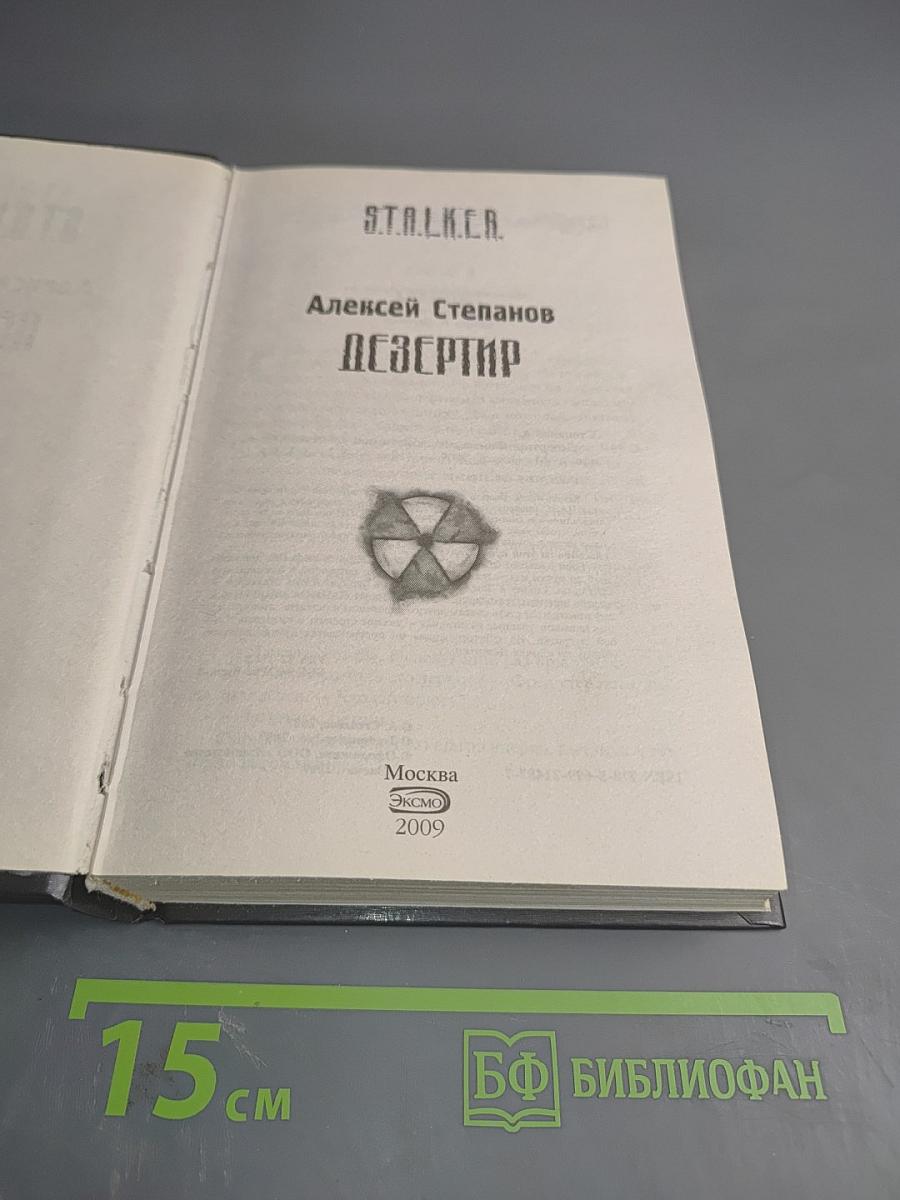 S.T.A.L.K.E.R.
Алексей Степанов
ДЕЗЕРТИР
Москва
ЭКСМО
2009
15 см
БФ БИБЛИОФАН